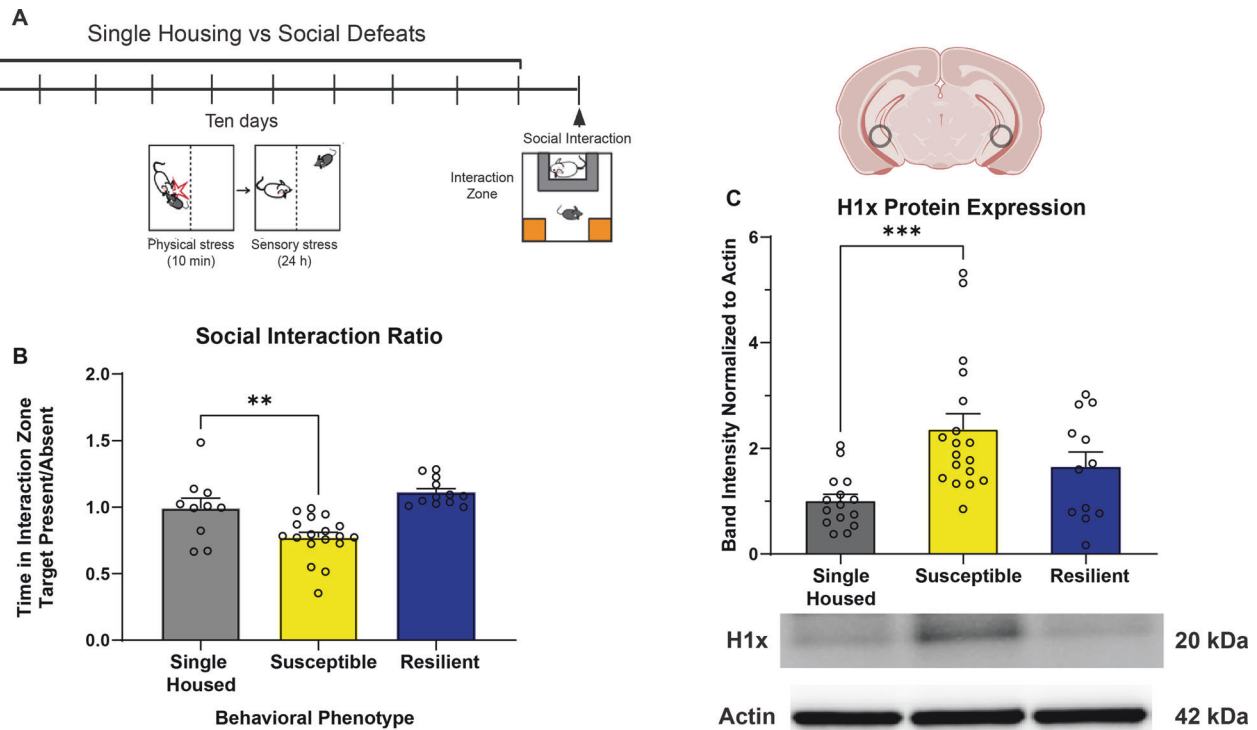 A
Single Housing vs Social Defeats
Ten days
Physical stress
(10 min)
Sensory stress
(24 h)
Social Interaction
Interaction
Zone
B
Social Interaction Ratio
Time in Interaction Zone
Target Present/Absent
2.0
1.5
1.0
0.5
0.0
**
Single
Housed
Susceptible
Resilient
Behavioral Phenotype
C
H1x Protein Expression
Band Intensity Normalized to Actin
6
4
2
0
***
Single
Housed
Susceptible
Resilient
H1x
20 kDa
Actin
42 kDa